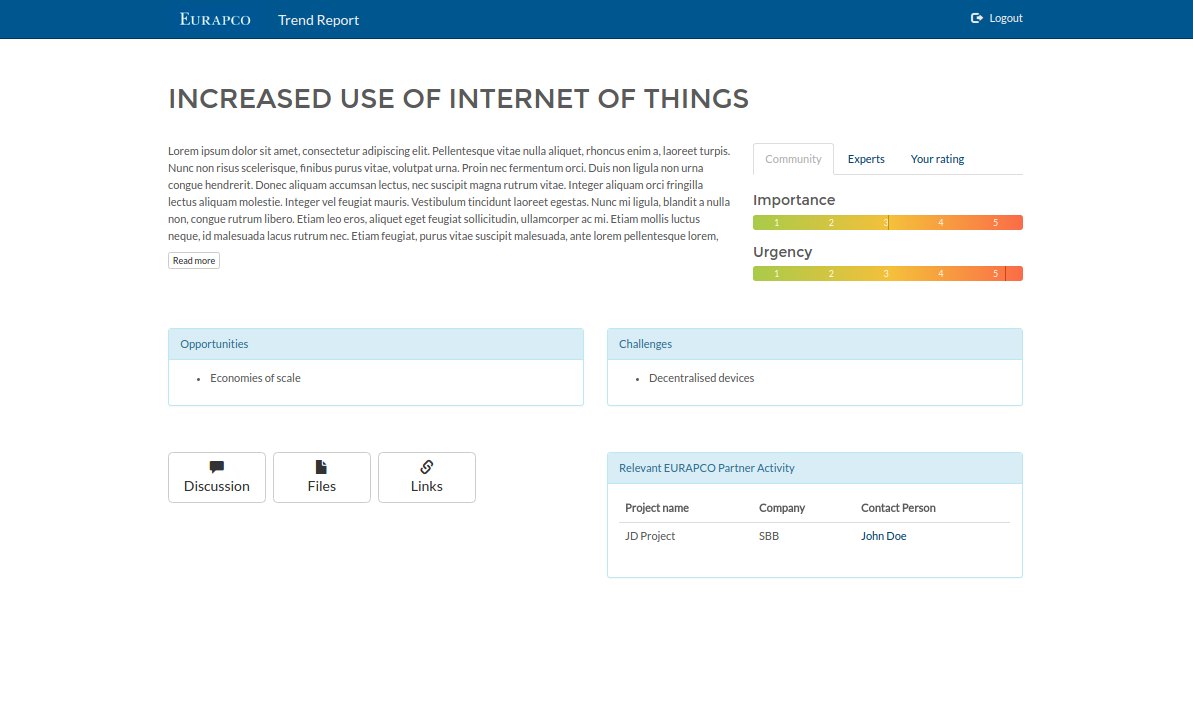 EURAPCO Trend Report Logout
INCREASED USE OF INTERNET OF THINGS
Lorem ipsum dolor sit amet, consectetur adipiscing elit. Pellentesque vitae nulla aliquet, rhoncus enim a, laoreet turpis.
Nunc non risus scelerisque, finibus purus vitae, volutpat urna. Proin nec fermentum orci. Duis non ligula non urna
congue hendrerit. Donec aliquam accumsan lectus, nec suscipit magna rutrum vitae. Integer aliquam orci fringilla
lectus aliquam molestie. Integer vel feugiat mauris. Vestibulum tincidunt laoreet egestas. Nunc mi ligula, blandit a nulla
non, congue rutrum libero. Etiam leo eros, aliquet eget feugiat sollicitudin, ullamcorper ac mi. Etiam mollis luctus
neque, id malesuada lacus rutrum nec. Etiam feugiat, purus vitae suscipit malesuada, ante lorem pellentesque lorem,
Read more
Community Experts Your rating
Importance
1 2 3 4 5
Urgency
1 2 3 4 5
Opportunities
• Economies of scale
Challenges
• Decentralised devices
Discussion Files Links
Relevant EURAPCO Partner Activity
Project name Company Contact Person
JD Project SBB John Doe